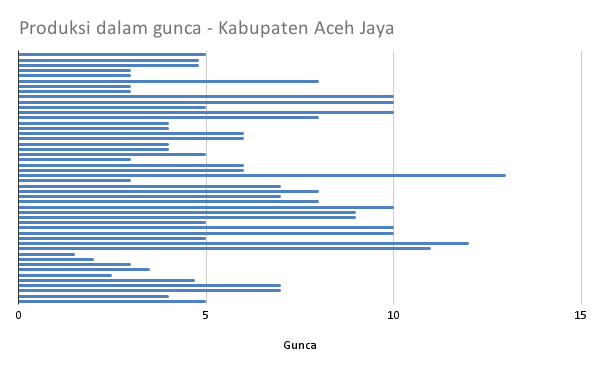 Produksi dalam gunca - Kabupaten Aceh Jaya
0 5 10 15
Gunca